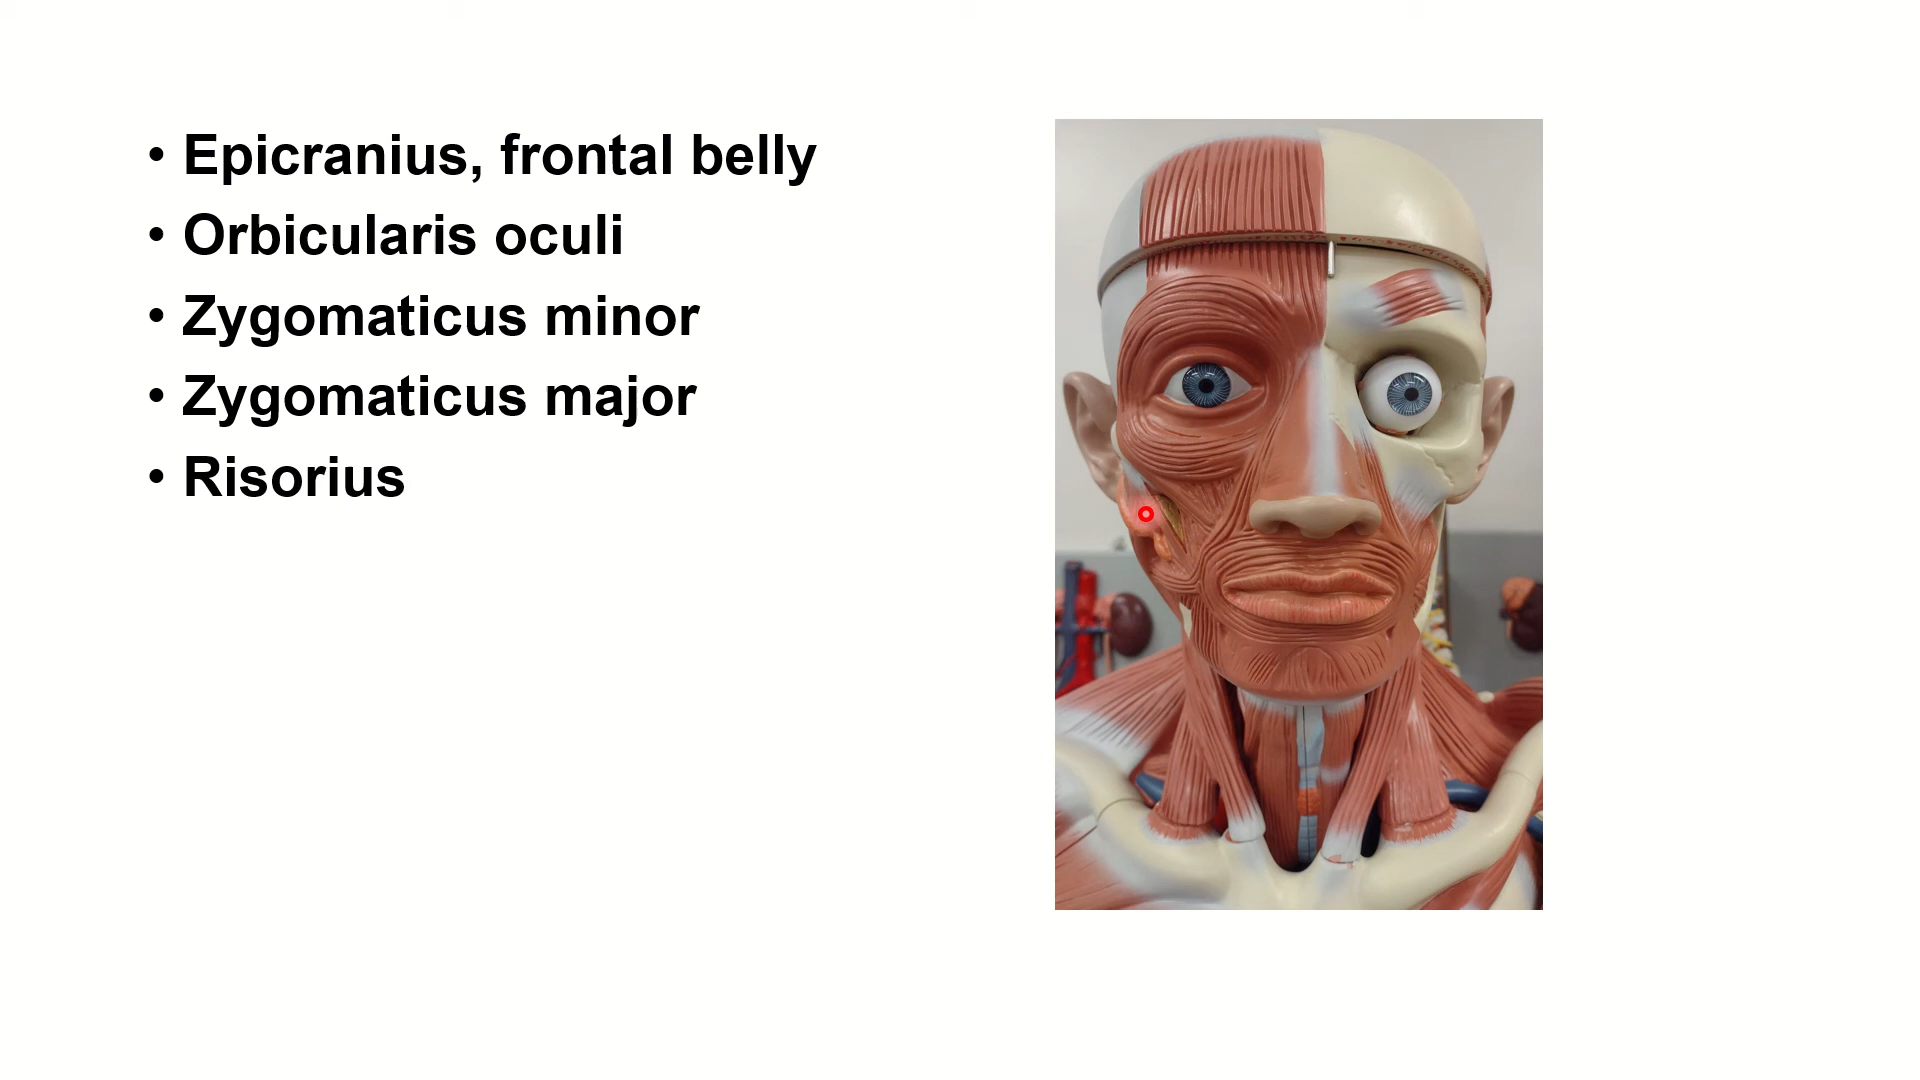 • Epicranius, frontal belly
• Orbicularis oculi
• Zygomaticus minor
• Zygomaticus major
• Risorius